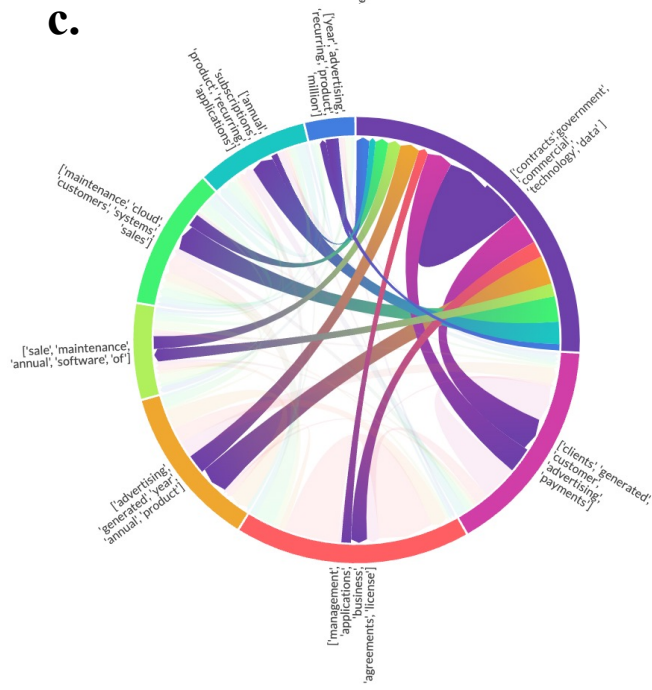 c.
['year','advertising',
'recurring','product',
'million']
['annual',
'subscriptions',
'product','recurring',
'applications']
['contracts','government',
'commercial',
'technology','data']
['maintenance','cloud',
'customers','systems',
'sales']
['sale','maintenance',
'annual','software','of']
['advertising',
'generated','year',
'annual','product']
['clients','generated',
'customer',
'advertising',
'payments']
['management',
'applications',
'business',
'agreements','license']